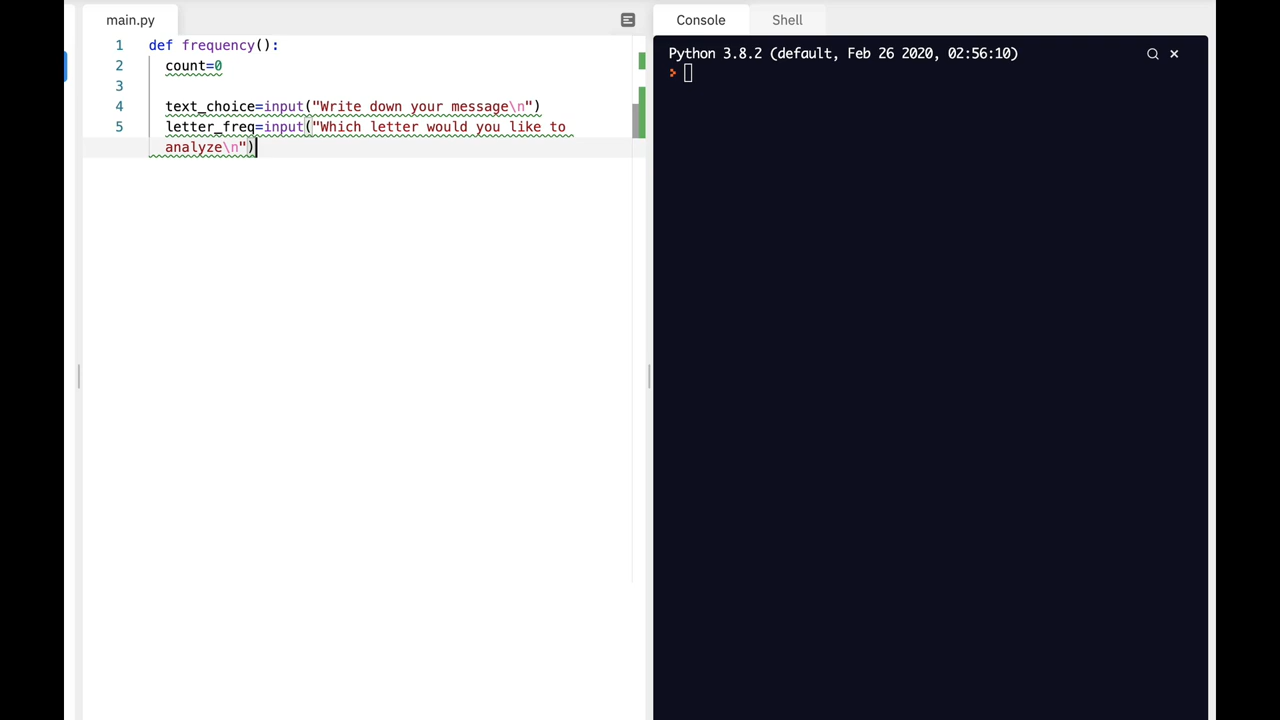 main.py
1 def frequency():
2 count=0
3
4 text_choice=input("Write down your message\n")
5 letter_freq=input("Which letter would you like to
analyze\n")
Console Shell
Python 3.8.2 (default, Feb 26 2020, 02:56:10)